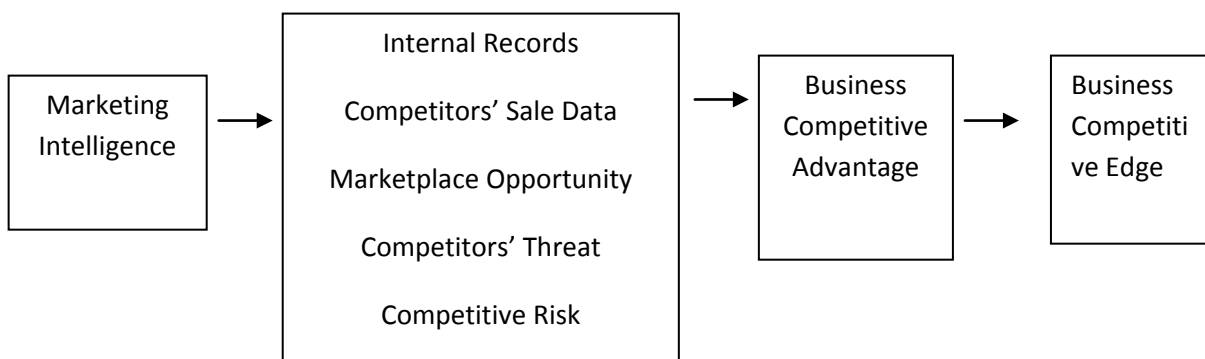 Marketing
Intelligence
Internal Records
Competitors’ Sale Data
Marketplace Opportunity
Competitors’ Threat
Competitive Risk
Business
Competitive
Advantage
Business
Competiti
ve Edge